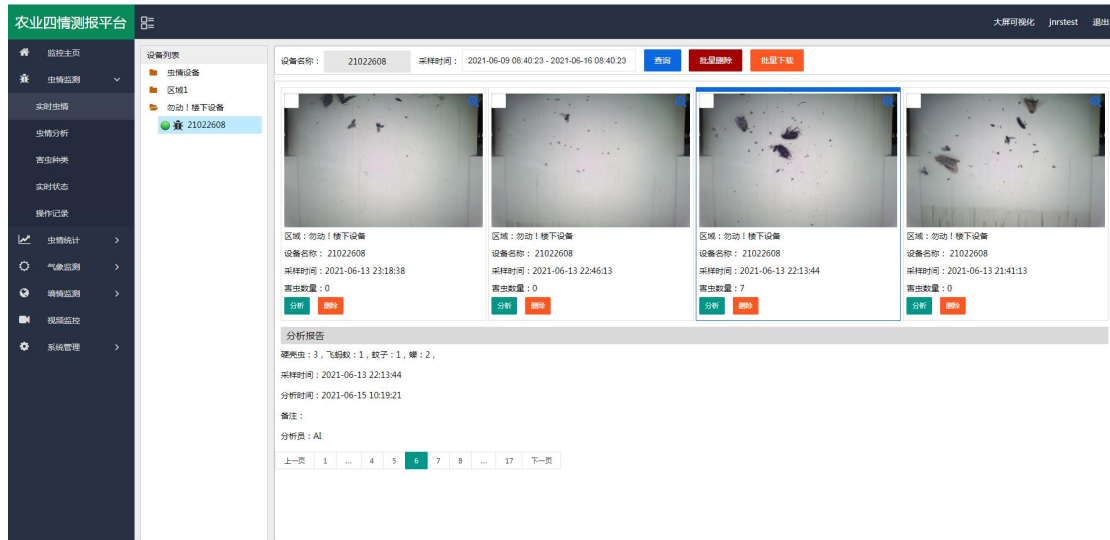 农业四情测报平台
大屏可视化 jnrstest 退出
监控主页
虫情监测
实时虫情
虫情分析
害虫种类
实时状态
操作记录
虫情统计
气象监测
墒情监测
视频监控
系统管理
设备列表
虫情设备
区域1
勿动！楼下设备
21022608
设备名称： 21022608 采样时间： 2021-06-09 08:40:23 - 2021-06-16 08:40:23 查询 批量删除 批量下载
区域：勿动！楼下设备
设备名称： 21022608
采样时间：2021-06-13 23:18:38
害虫数量：0
分析 删除
区域：勿动！楼下设备
设备名称： 21022608
采样时间：2021-06-13 22:46:13
害虫数量：0
分析 删除
区域：勿动！楼下设备
设备名称： 21022608
采样时间：2021-06-13 22:13:44
害虫数量：7
分析 删除
区域：勿动！楼下设备
设备名称： 21022608
采样时间：2021-06-13 21:41:13
害虫数量：0
分析 删除
分析报告
硬壳虫：3，飞蚂蚁：1，蚊子：1，蠓：2，
采样时间：2021-06-13 22:13:44
分析时间：2021-06-15 10:19:21
备注：
分析员：AI
上一页 1 ... 4 5 6 7 8 ... 17 下一页